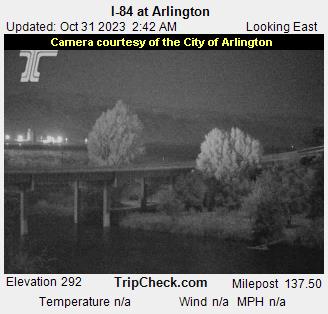 I-84 at Arlington
Updated: Oct 31 2023 2:42 AM Looking East
Camera courtesy of the City of Arlington
Elevation 292 TripCheck.com Milepost 137.50
Temperature n/a Wind n/a MPH n/a